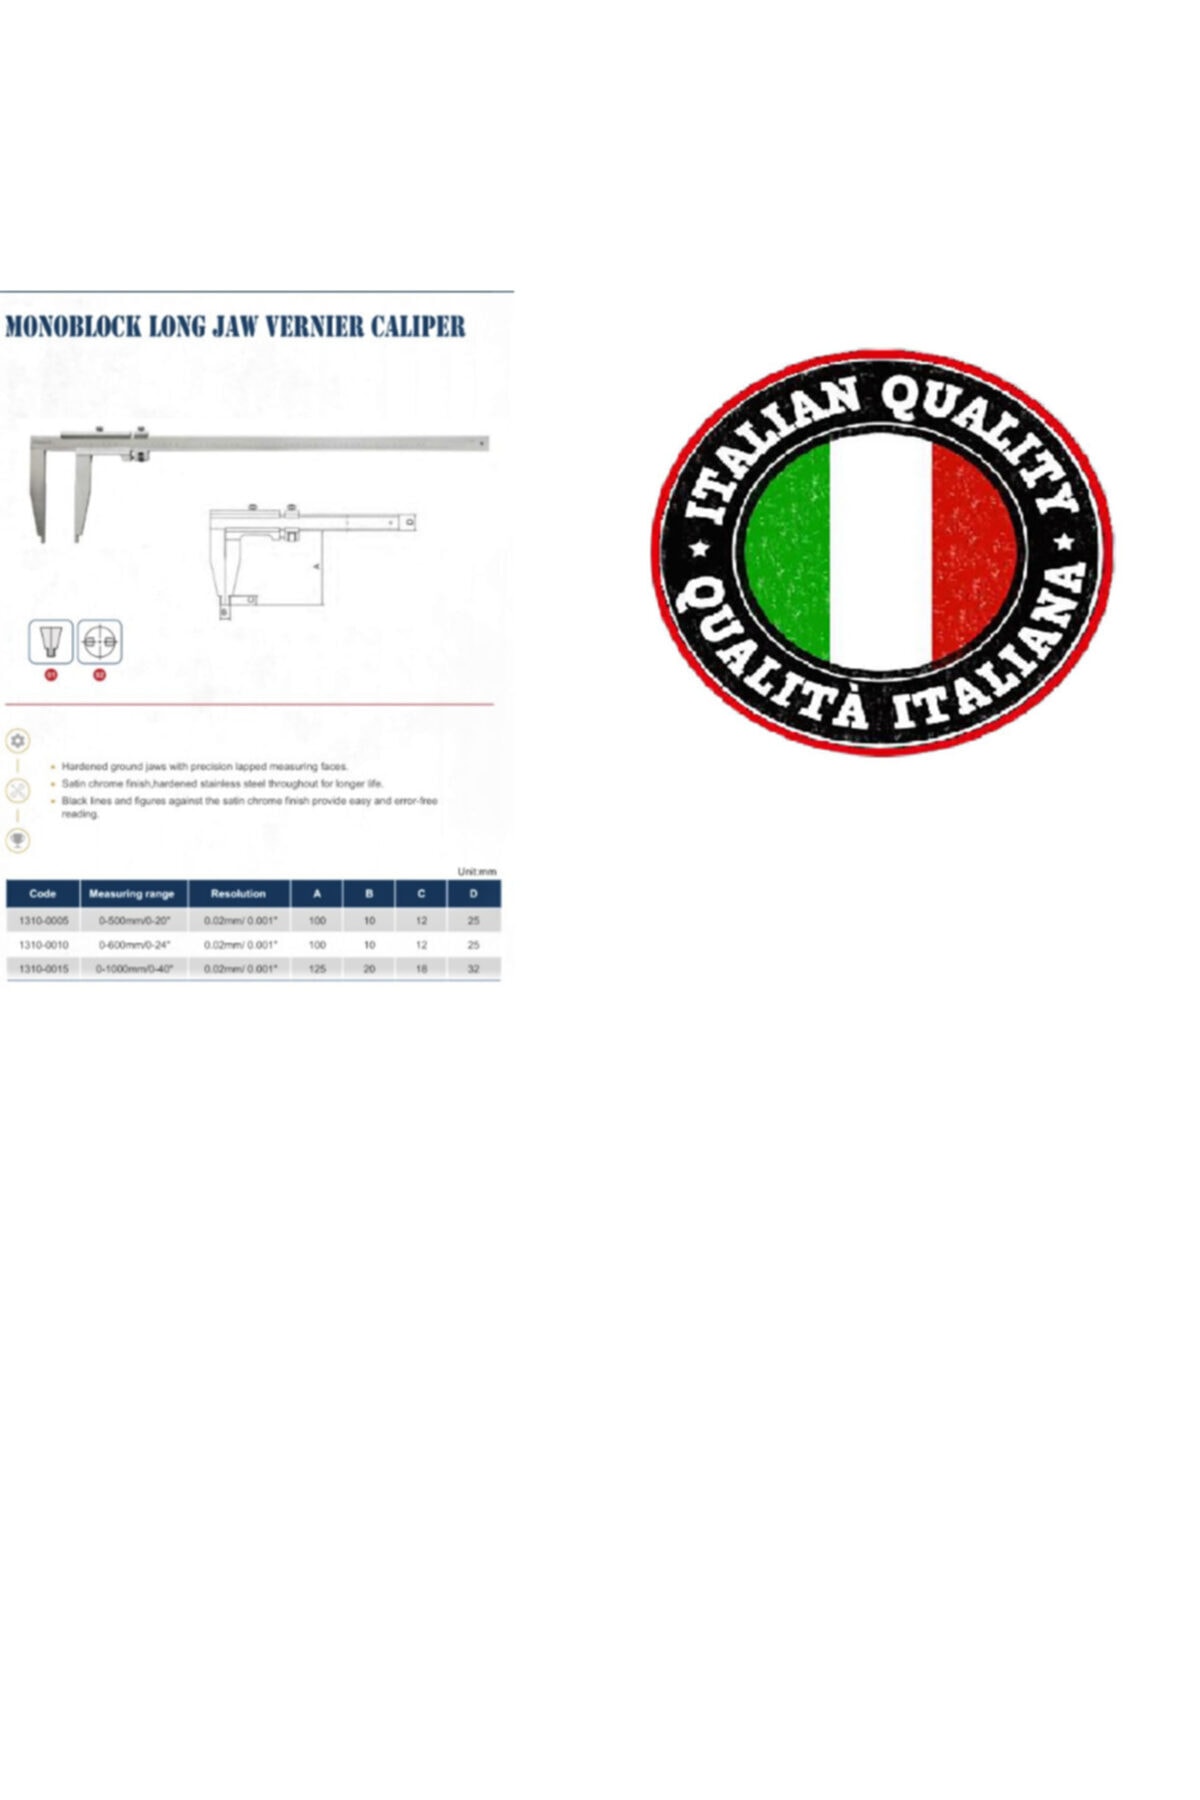 MONOBLOCK LONG JAW VERNIER CALIPER
D
A
B
C
S1
S2
• Hardened ground jaws with precision lapped measuring faces.
• Satin chrome finish,hardened stainless steel throughout for longer life.
• Black lines and figures against the satin chrome finish provide easy and error-free
reading.
Unit:mm
Code Measuring range Resolution A B C D
1310-0005 0-500mm/0-20" 0.02mm/ 0.001" 100 10 12 25
1310-0010 0-600mm/0-24" 0.02mm/ 0.001" 100 10 12 25
1310-0015 0-1000mm/0-40" 0.02mm/ 0.001" 125 20 18 32
ITALIAN QUALITY
QUALITÀ ITALIANA